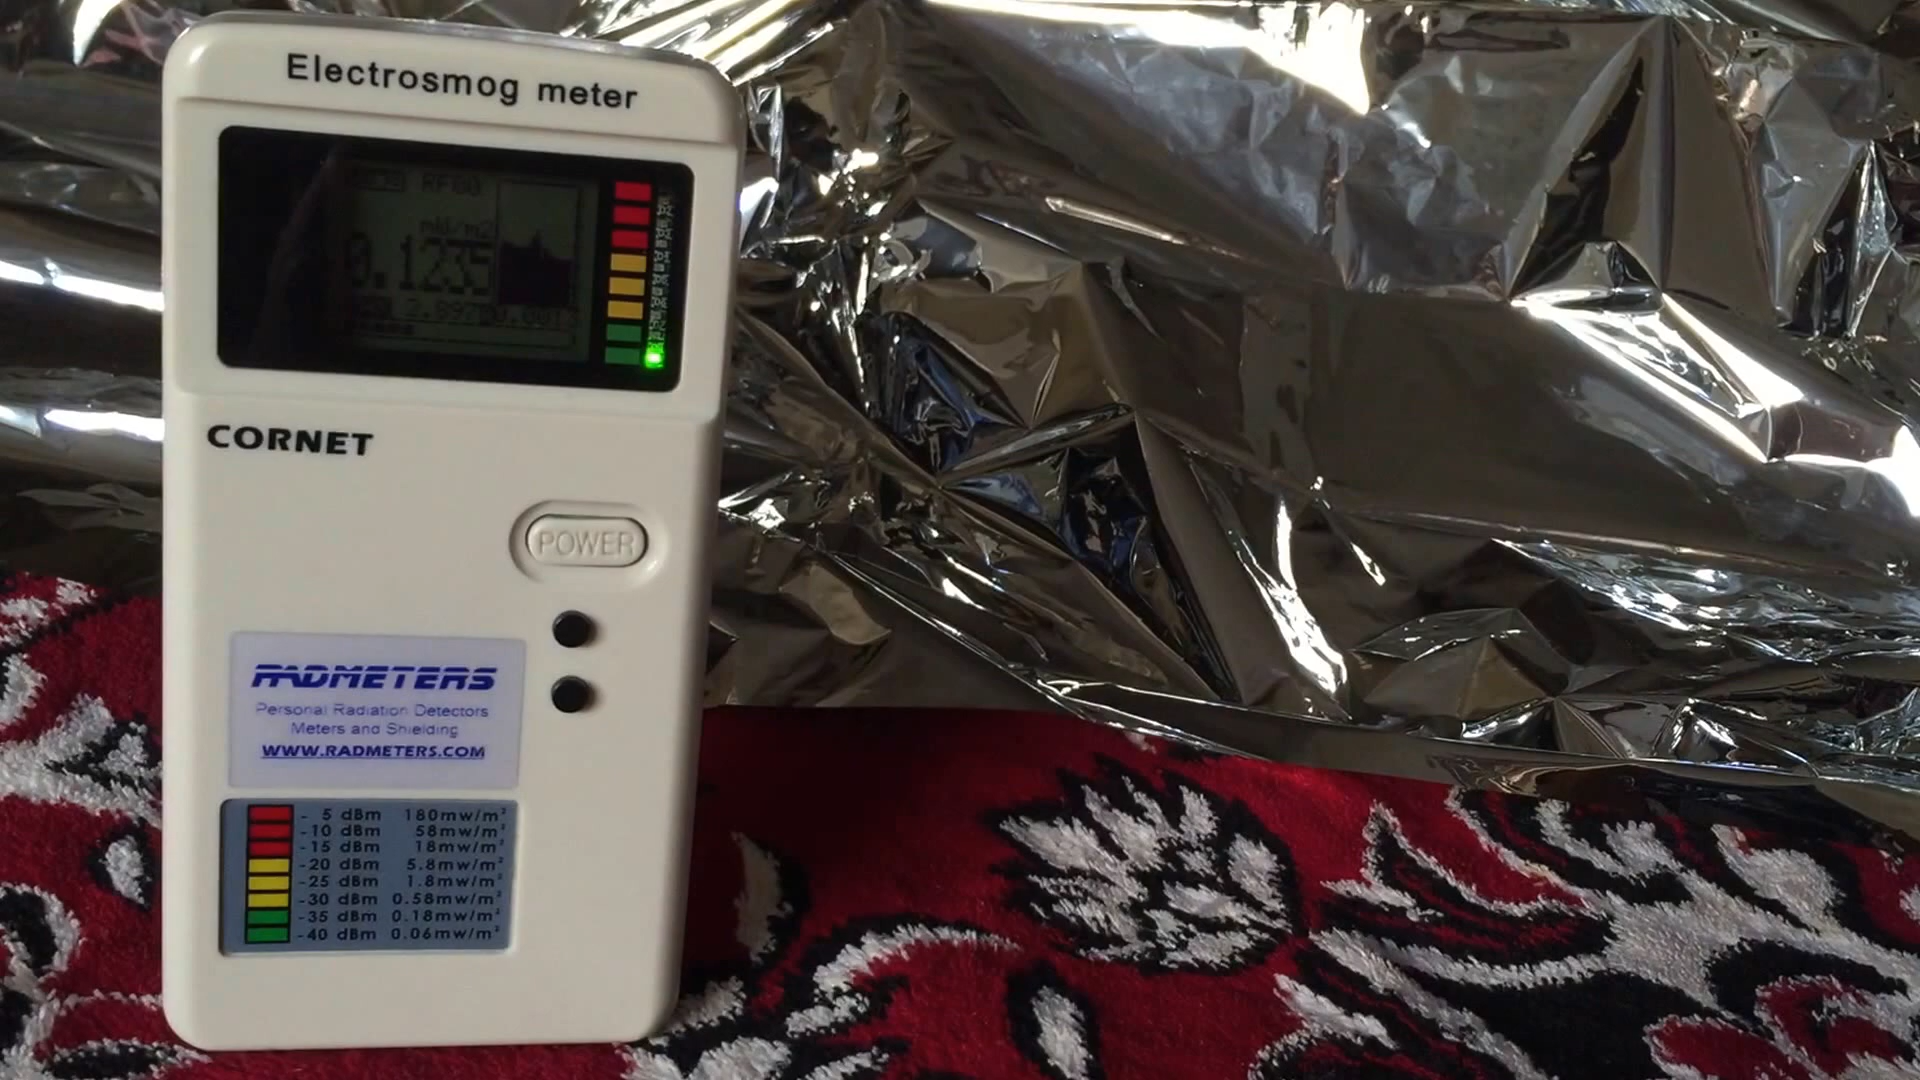 Electrosmog meter
RF80
mW/m2
0.1235
CORNET
POWER
RADMETERS
Personal Radiation Detectors
Meters and Shielding
WWW.RADMETERS.COM
- 5 dBm 180mw/m²
-10 dBm 58mw/m²
-15 dBm 18mw/m²
-20 dBm 5.8mw/m²
-25 dBm 1.8mw/m²
-30 dBm 0.58mw/m²
-35 dBm 0.18mw/m²
-40 dBm 0.06mw/m²